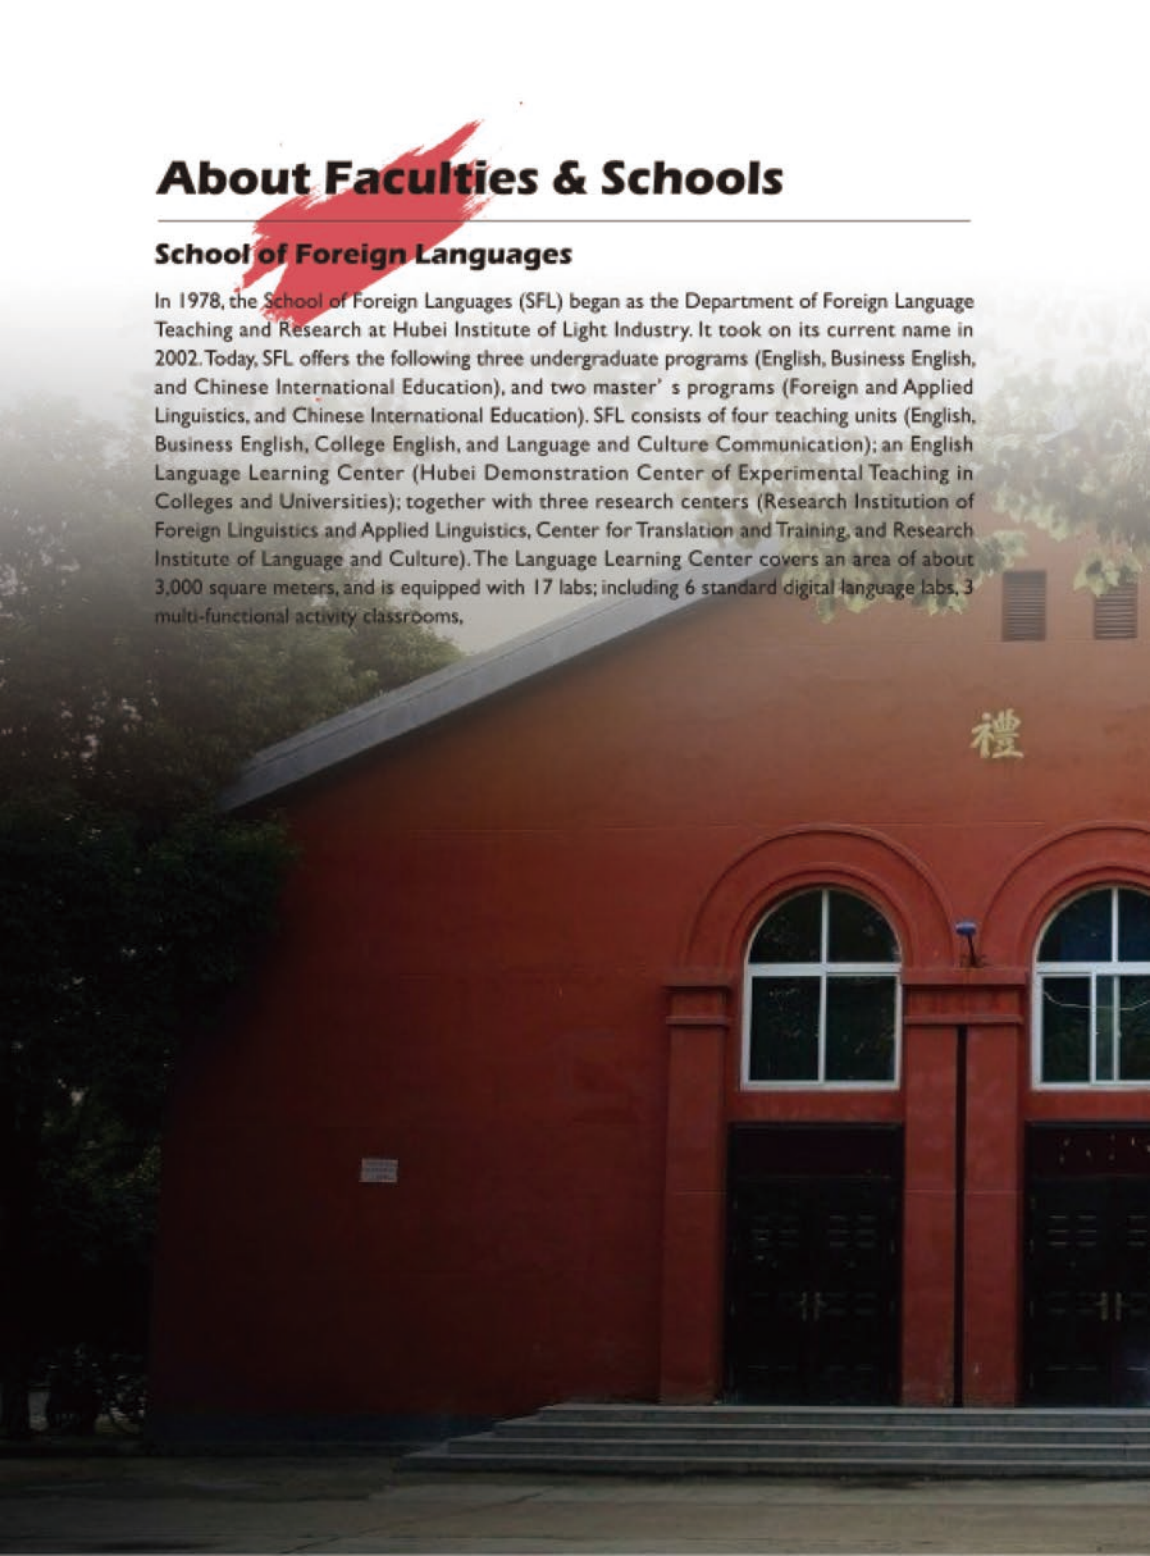 About Faculties & Schools
School of Foreign Languages
In 1978, the School of Foreign Languages (SFL) began as the Department of Foreign Language
Teaching and Research at Hubei Institute of Light Industry. It took on its current name in
2002. Today, SFL offers the following three undergraduate programs (English, Business English,
and Chinese International Education), and two master’ s programs (Foreign and Applied
Linguistics, and Chinese International Education). SFL consists of four teaching units (English,
Business English, College English, and Language and Culture Communication); an English
Language Learning Center (Hubei Demonstration Center of Experimental Teaching in
Colleges and Universities); together with three research centers (Research Institution of
Foreign Linguistics and Applied Linguistics, Center for Translation and Training, and Research
Institute of Language and Culture). The Language Learning Center covers an area of about
3,000 square meters, and is equipped with 17 labs; including 6 standard digital language labs, 3
multi-functional activity classrooms,
禮